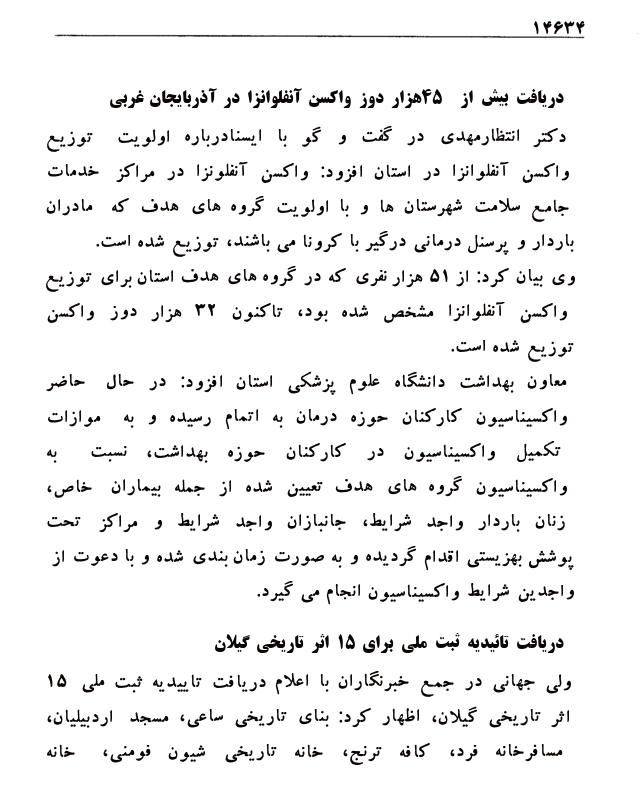 ۱۴۶۳۴
دریافت بیش از ۴۵هزار دوز واکسن آنفلوانزا در آذربایجان غربی
دکتر انتظارمهدی در گفت و گو با ایسنادرباره اولویت توزیع
واکسن آنفلوانزا در استان افزود: واکسن آنفلونزا در مراکز خدمات
جامع سلامت شهرستان ها و با اولویت گروه های هدف که مادران
باردار و پرسنل درمانی درگیر با کرونا می باشند، توزیع شده است.
وی بیان کرد: از ۵۱ هزار نفری که در گروه های هدف استان برای توزیع
واکسن آنفلوانزا مشخص شده بود، تاکنون ۳۲ هزار دوز واکسن
توزیع شده است.
معاون بهداشت دانشگاه علوم پزشکی استان افزود: در حال حاضر
واکسیناسیون کارکنان حوزه درمان به اتمام رسیده و به موازات
تکمیل واکسیناسیون در کارکنان حوزه بهداشت، نسبت به
واکسیناسیون گروه های هدف تعیین شده از جمله بیماران خاص،
زنان باردار واجد شرایط، جانبازان واجد شرایط و مراکز تحت
پوشش بهزیستی اقدام گردیده و به صورت زمان بندی شده و با دعوت از
واجدین شرایط واکسیناسیون انجام می گیرد.
دریافت تائیدیه ثبت ملی برای ۱۵ اثر تاریخی گیلان
ولی جهانی در جمع خبرنگاران با اعلام دریافت تاییدیه ثبت ملی ۱۵
اثر تاریخی گیلان، اظهار کرد: بنای تاریخی ساعی، مسجد اردبیلیان،
مسافرخانه فرد، کافه ترنج، خانه تاریخی شیون فومنی، خانه